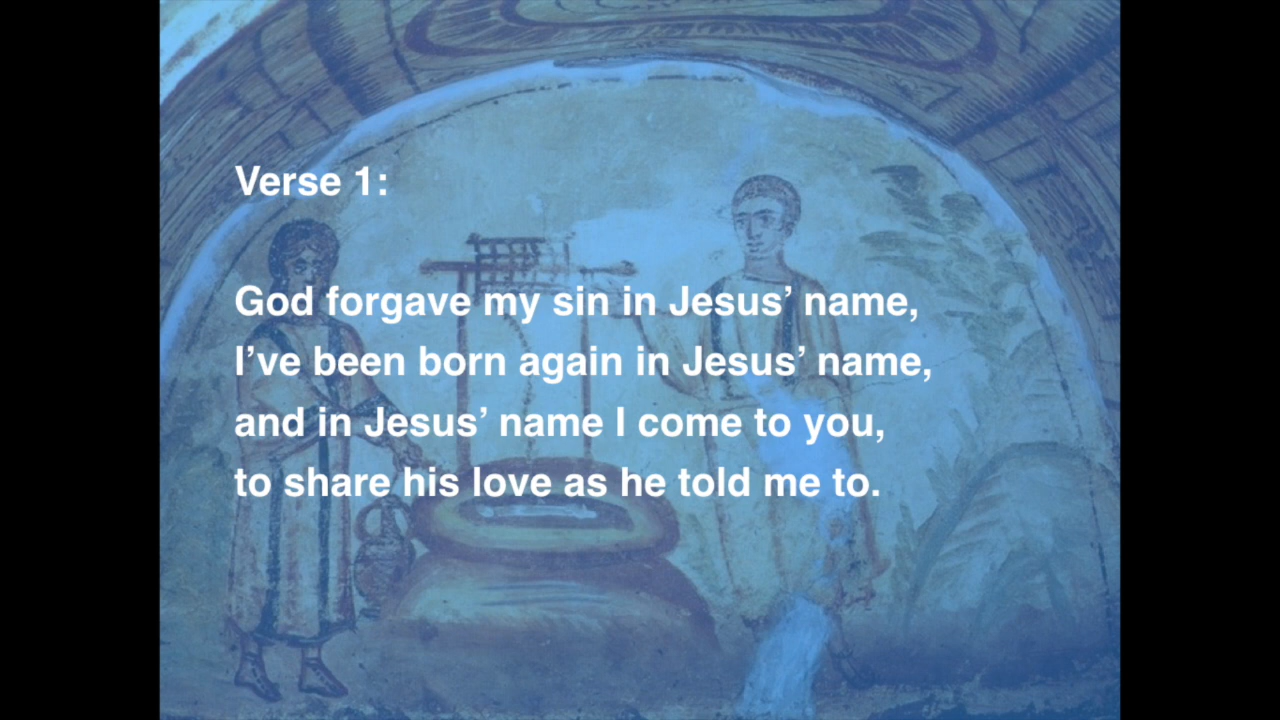 Verse 1:
God forgave my sin in Jesus’ name,
I’ve been born again in Jesus’ name,
and in Jesus’ name I come to you,
to share his love as he told me to.